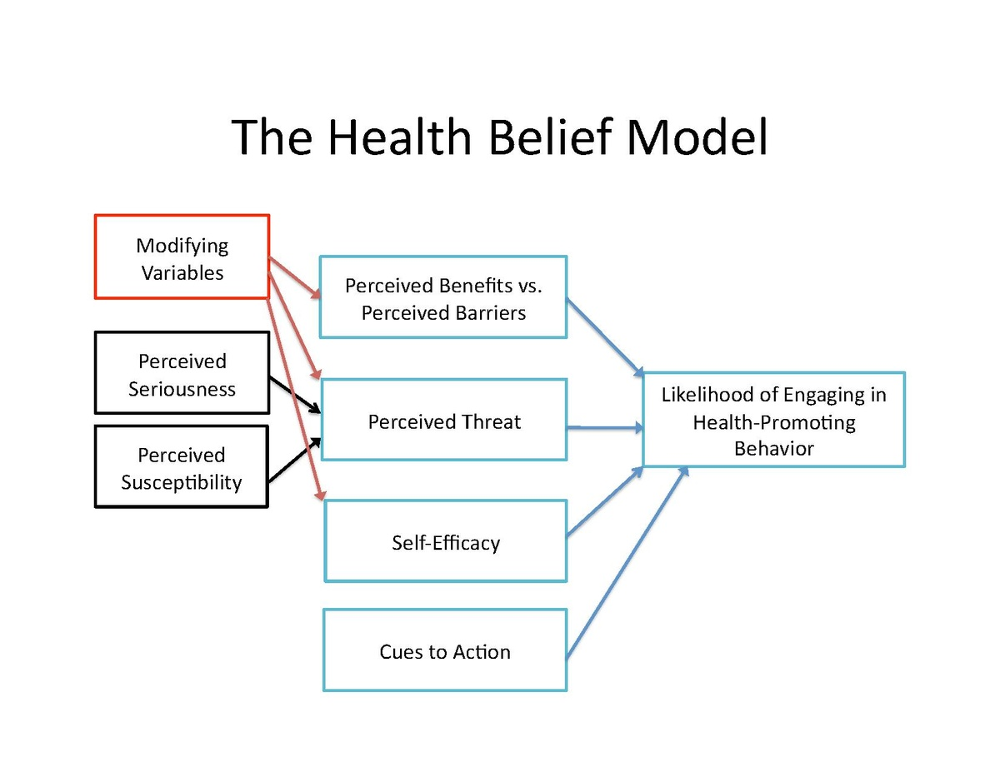 The Health Belief Model
Modifying
Variables
Perceived Benefits vs.
Perceived Barriers
Perceived
Seriousness
Perceived Threat
Likelihood of Engaging in
Health-Promoting
Behavior
Perceived
Susceptibility
Self-Efficacy
Cues to Action